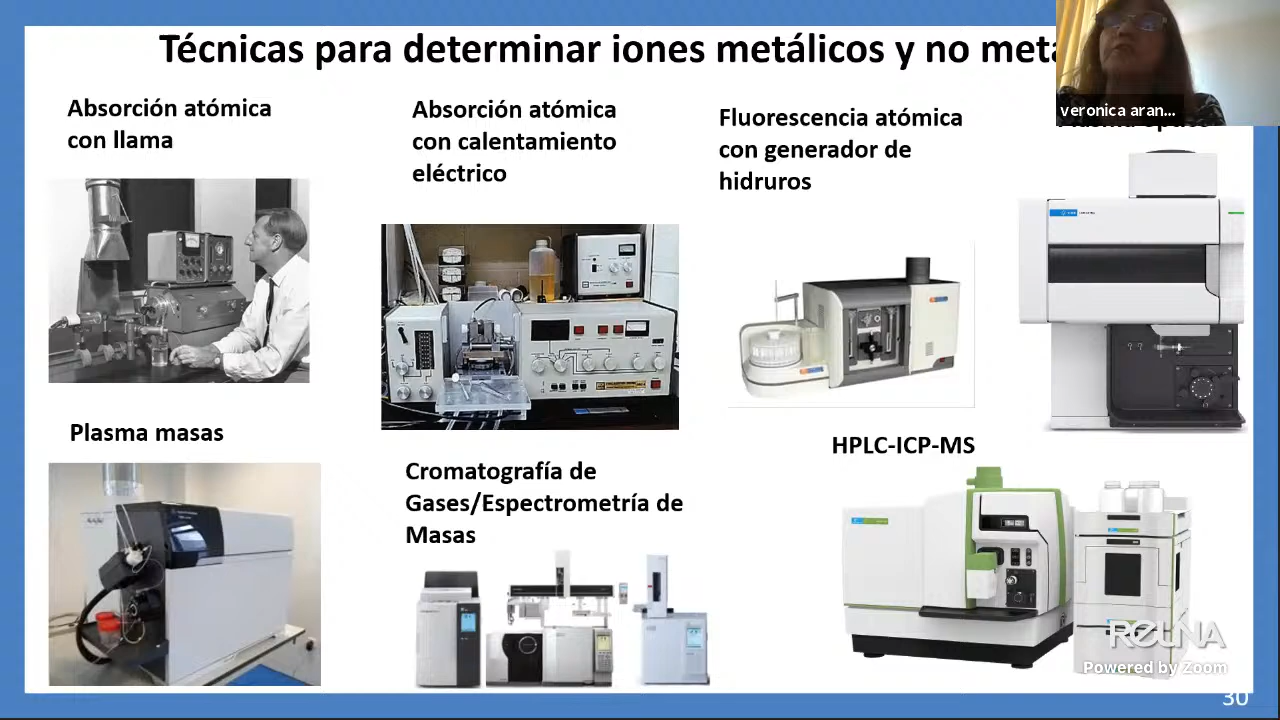 Técnicas para determinar iones metálicos y no meta
veronica aran...
Absorción atómica
con llama
Absorción atómica
con calentamiento
eléctrico
Fluorescencia atómica
con generador de
hidruros
Plasma masas
Cromatografía de
Gases/Espectrometría de
Masas
HPLC-ICP-MS
REUNA
Powered by Zoom
30